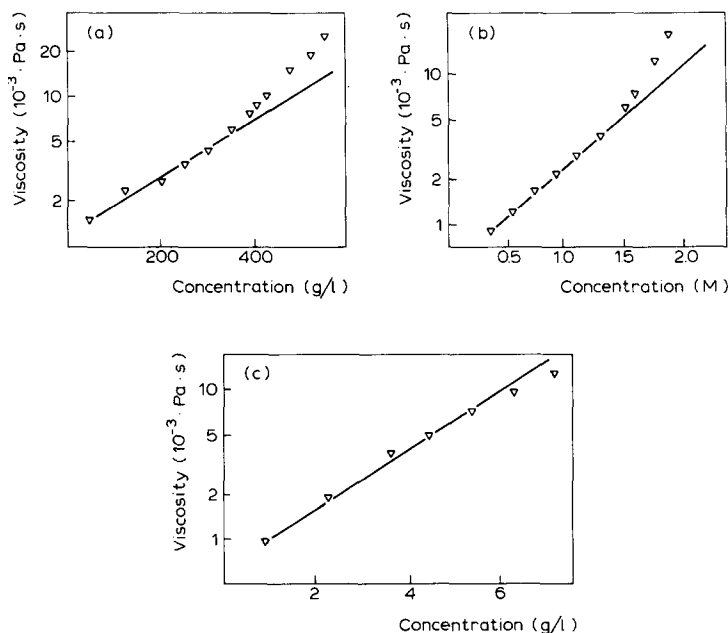 (a)
Viscosity (10⁻³ · Pa · s)
20
10
5
2
200
400
Concentration (g/l)
(b)
Viscosity (10⁻³ · Pa · s)
10
5
2
1
0.5
1.0
1.5
2.0
Concentration (M)
(c)
Viscosity (10⁻³ · Pa · s)
10
5
2
1
2
4
6
Concentration (g/l)